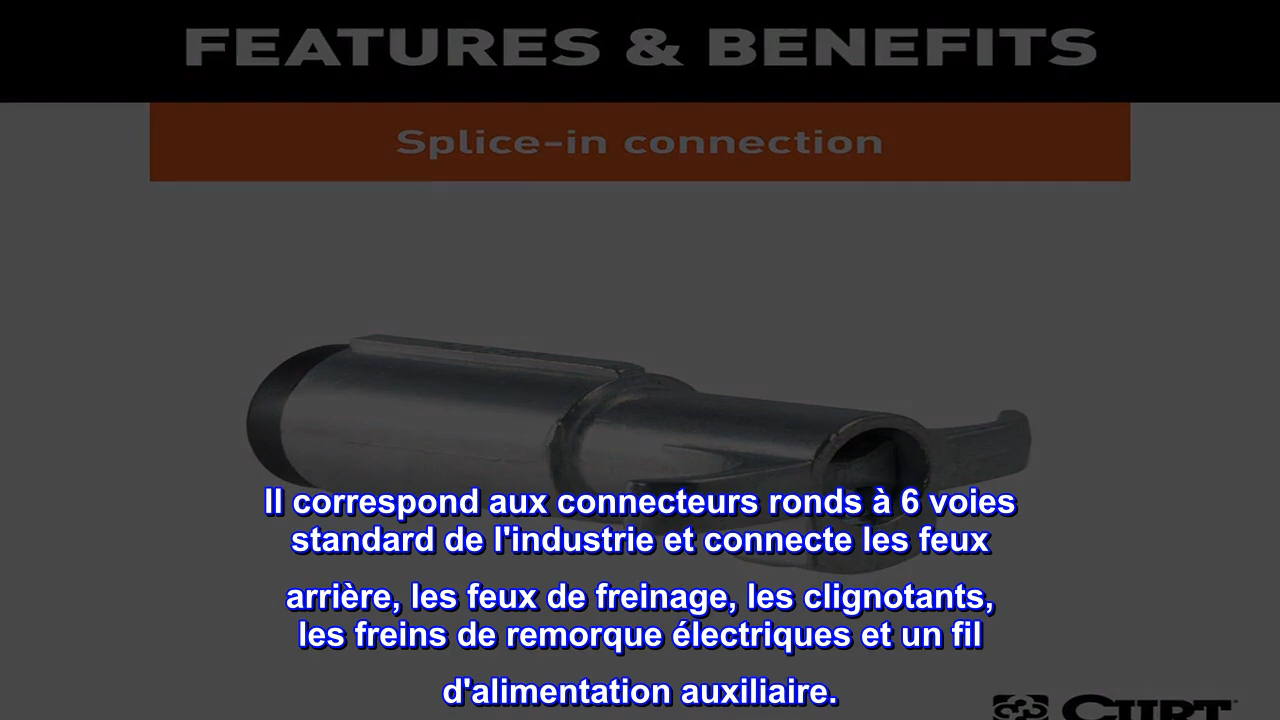 FEATURES & BENEFITS
Splice-in connection
Il correspond aux connecteurs ronds à 6 voies
standard de l'industrie et connecte les feux
arrière, les feux de freinage, les clignotants,
les freins de remorque électriques et un fil
d'alimentation auxiliaire.
CURT